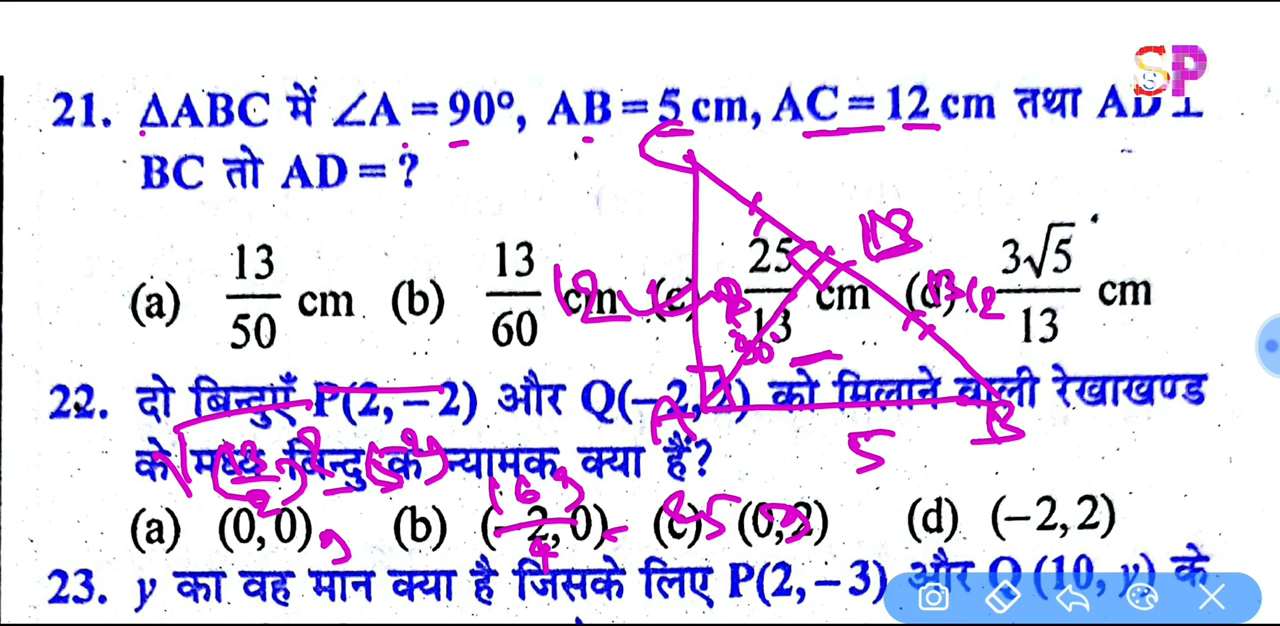 SP
21. ΔABC में ∠A = 90°, AB = 5 cm, AC = 12 cm तथा AD ⊥
BC तो AD = ?
(a) 13/50 cm (b) 13/60 cm (c) 25/13 cm (d) 3√5/13 cm
C
13
12
90°
A
B
5
22. दो बिन्दुएँ P(2, −2) और Q(−2, 2) को मिलाने वाली रेखाखण्ड
के मध्य बिन्दु के न्यामक क्या हैं?
(a) (0, 0) (b) (−2, 0) (c) (0, 2) (d) (−2, 2)
23. y का वह मान क्या है जिसके लिए P(2, −3) और Q (10, y) के